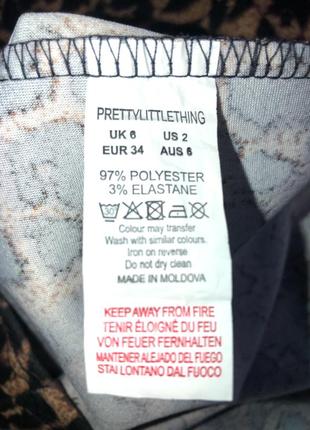 PRETTYLITTLETHING
UK 6 US 2
EUR 34 AUS 6
97% POLYESTER
3% ELASTANE
30
Colour may transfer
Wash with similar colours.
Iron on reverse
Do not dry clean
MADE IN MOLDOVA
KEEP AWAY FROM FIRE
TENIR ÉLOIGNÉ DU FEU
VON FEUER FERNHALTEN
MANTENER ALEJADO DEL FUEGO
STAI LONTANO DAL FUOCO